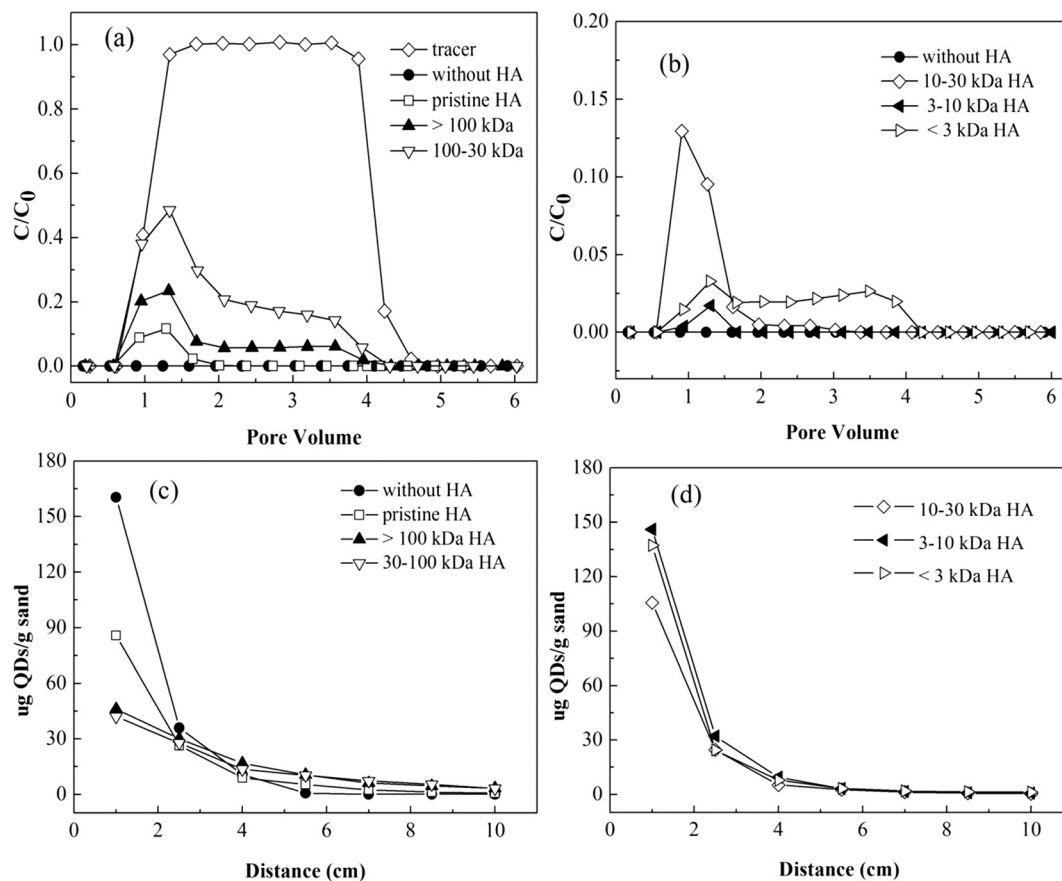 (a)
tracer
without HA
pristine HA
> 100 kDa
100-30 kDa
C/C0
1.0
0.8
0.6
0.4
0.2
0.0
0 1 2 3 4 5 6
Pore Volume
(b)
without HA
10-30 kDa HA
3-10 kDa HA
< 3 kDa HA
C/C0
0.20
0.15
0.10
0.05
0.00
0 1 2 3 4 5 6
Pore Volume
(c)
without HA
pristine HA
> 100 kDa HA
30-100 kDa HA
ug QDs/g sand
180
150
120
90
60
30
0
0 2 4 6 8 10
Distance (cm)
(d)
10-30 kDa HA
3-10 kDa HA
< 3 kDa HA
ug QDs/g sand
180
150
120
90
60
30
0
0 2 4 6 8 10
Distance (cm)